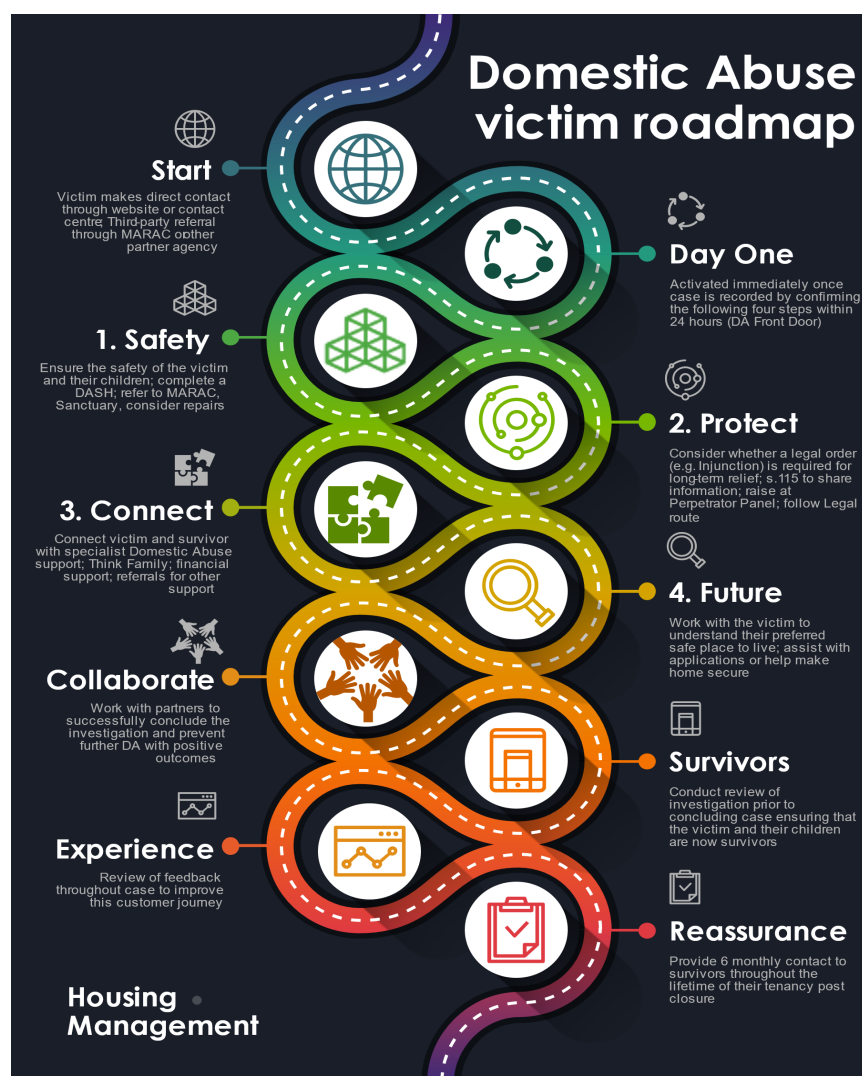 Domestic Abuse
victim roadmap
Start
Victim makes direct contact
through website or contact
centre; Third-party referral
through MARAC or other
partner agency
Day One
Activated immediately once
case is recorded by confirming
the following four steps within
24 hours (DA Front Door)
1. Safety
Ensure the safety of the victim
and their children; complete a
DASH; refer to MARAC,
Sanctuary, consider repairs
2. Protect
Consider whether a legal order
(e.g. Injunction) is required for
long-term relief; s.115 to share
information; raise at
Perpetrator Panel; follow Legal
route
3. Connect
Connect victim and survivor
with specialist Domestic Abuse
support; Think Family; financial
support; referrals for other
support
4. Future
Work with the victim to
understand their preferred
safe place to live; assist with
applications or help make
home secure
Collaborate
Work with partners to
successfully conclude the
investigation and prevent
further DA with positive
outcomes
Survivors
Conduct review of
investigation prior to
concluding case ensuring that
the victim and their children
are now survivors
Experience
Review of feedback
throughout case to improve
this customer journey
Reassurance
Provide 6 monthly contact to
survivors throughout the
lifetime of their tenancy post
closure
Housing
Management